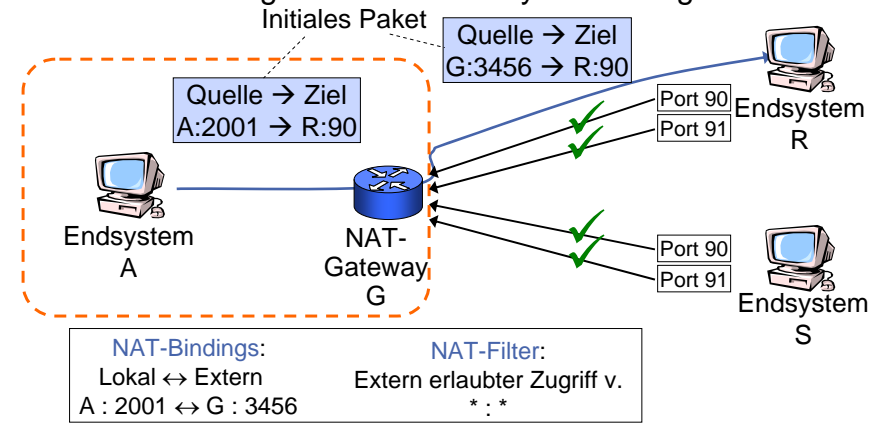 Initiales Paket
Quelle → Ziel
G:3456 → R:90
Quelle → Ziel
A:2001 → R:90
Port 90
Port 91
Endsystem
R
Endsystem
A
NAT-
Gateway
G
Port 90
Port 91
Endsystem
S
NAT-Bindings:
Lokal ↔ Extern
A : 2001 ↔ G : 3456
NAT-Filter:
Extern erlaubter Zugriff v.
* : *